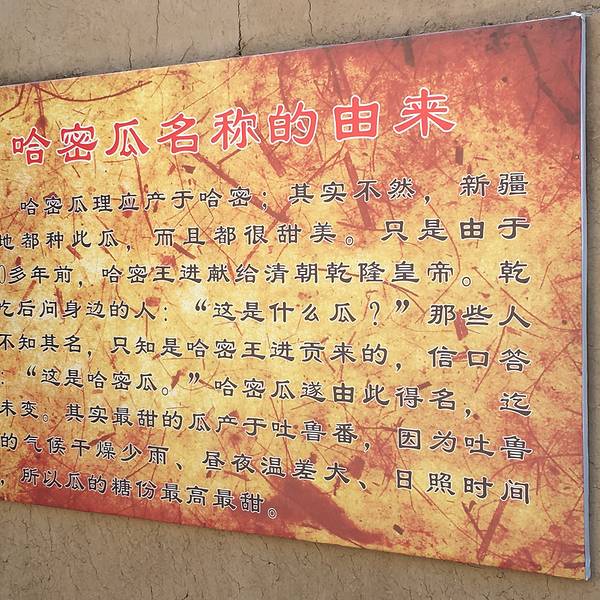 哈密瓜名称的由来
哈密瓜理应产于哈密；其实不然，新疆
地都种此瓜，而且都很甜美。只是由于
0多年前，哈密王进献给清朝乾隆皇帝。乾
吃后问身边的人：“这是什么瓜？”那些人
不知其名，只知是哈密王进贡来的，信口答
：“这是哈密瓜。”哈密瓜遂由此得名，迄
未变。其实最甜的瓜产于吐鲁番，因为吐鲁
的气候干燥少雨、昼夜温差大、日照时间
，所以瓜的糖份最高最甜。